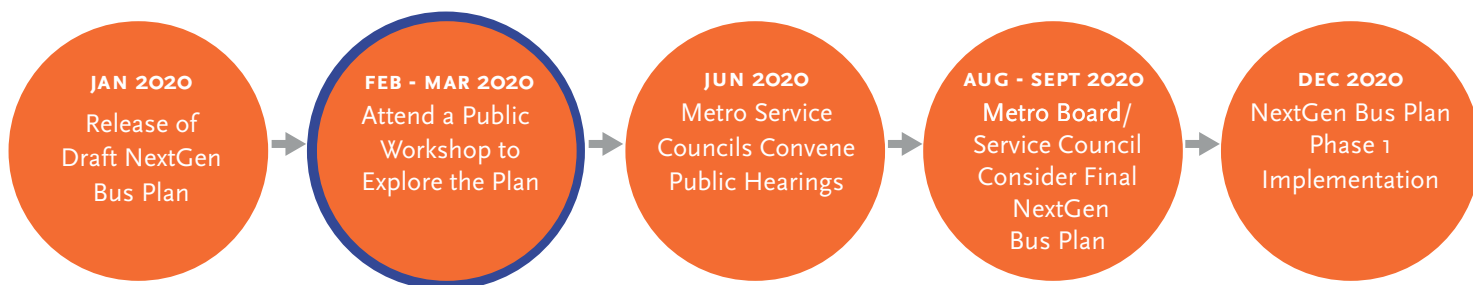 JAN 2020
Release of
Draft NextGen
Bus Plan
FEB - MAR 2020
Attend a Public
Workshop to
Explore the Plan
JUN 2020
Metro Service
Councils Convene
Public Hearings
AUG - SEPT 2020
Metro Board/
Service Council
Consider Final
NextGen
Bus Plan
DEC 2020
NextGen Bus Plan
Phase 1
Implementation